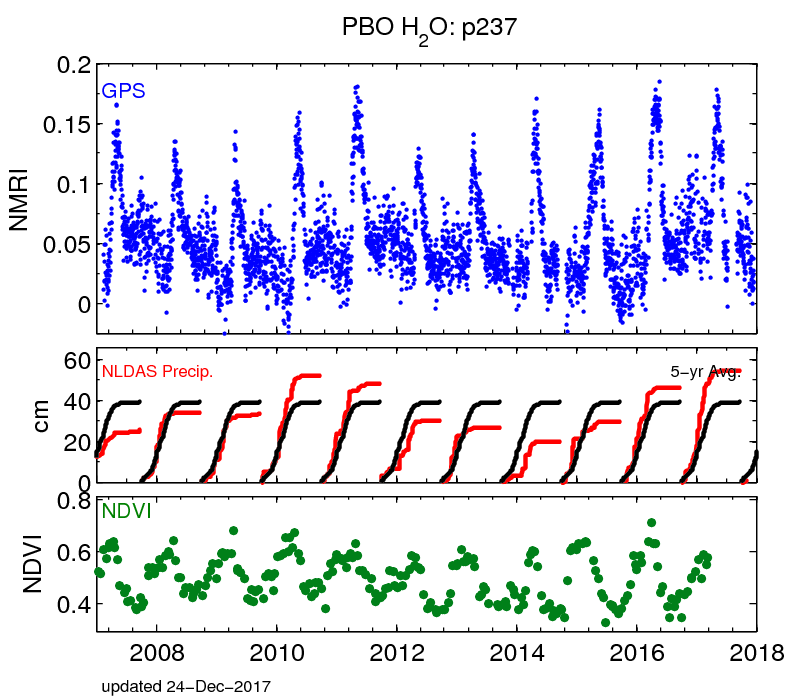 PBO H₂O: p237
0.2
GPS
0.15
0.1
0.05
0
NMRI
60
NLDAS Precip.
5-yr Avg.
40
20
0
cm
0.8
NDVI
0.6
0.4
NDVI
2008 2010 2012 2014 2016 2018
updated 24-Dec-2017